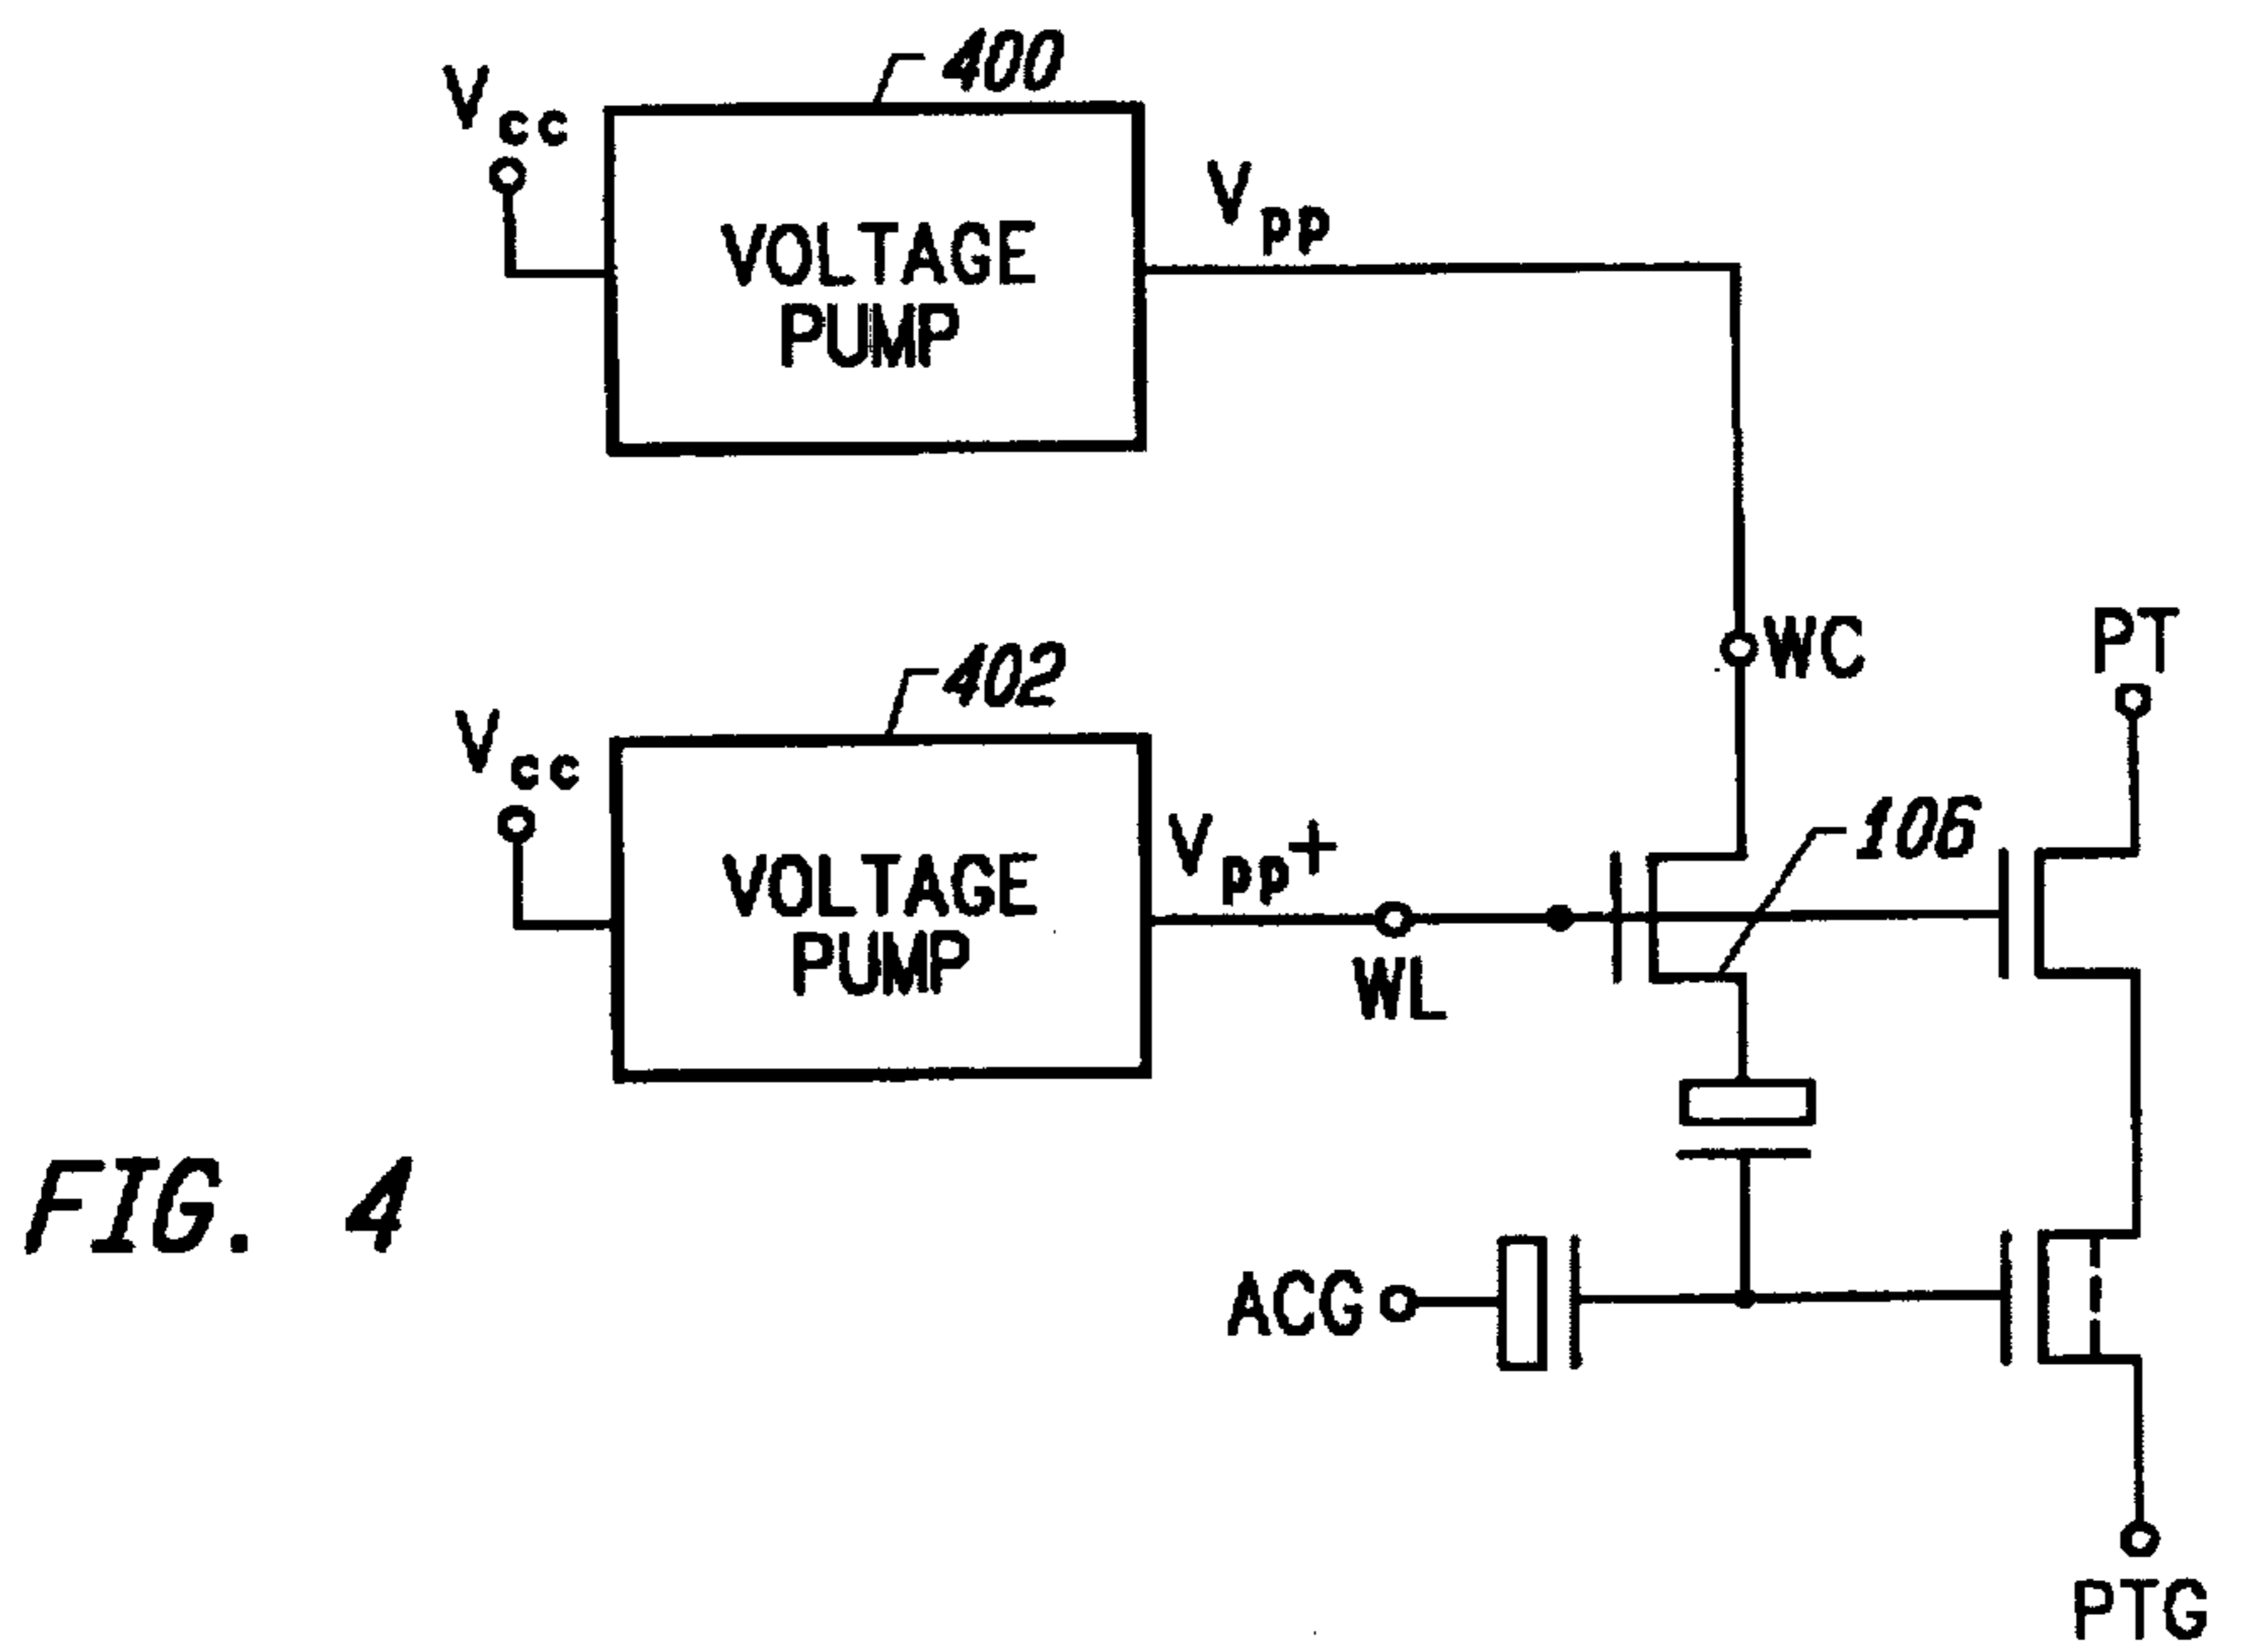 400
Vcc
Vpp
VOLTAGE
PUMP
WC
PT
402
Vcc
106
Vpp+
VOLTAGE
PUMP
WL
FIG. 4
ACG
PTG